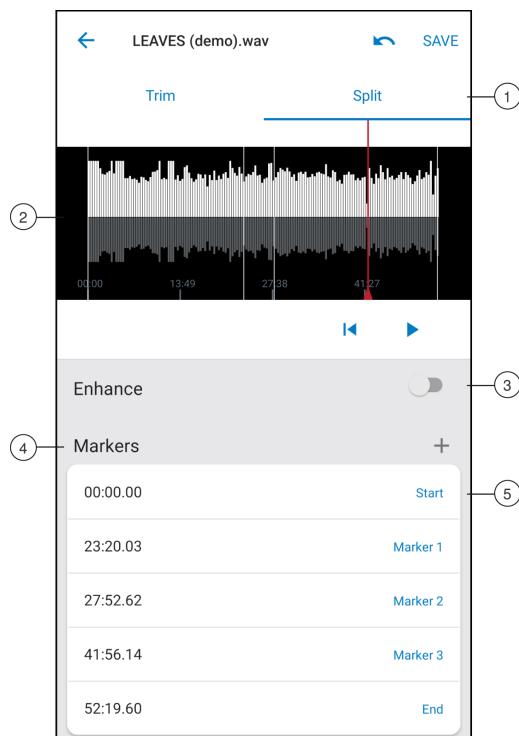 LEAVES (demo).wav SAVE
Trim Split
1
2
00:00 13:49 27:38 41:27
Enhance
3
4
Markers +
00:00.00 Start
5
23:20.03 Marker 1
27:52.62 Marker 2
41:56.14 Marker 3
52:19.60 End